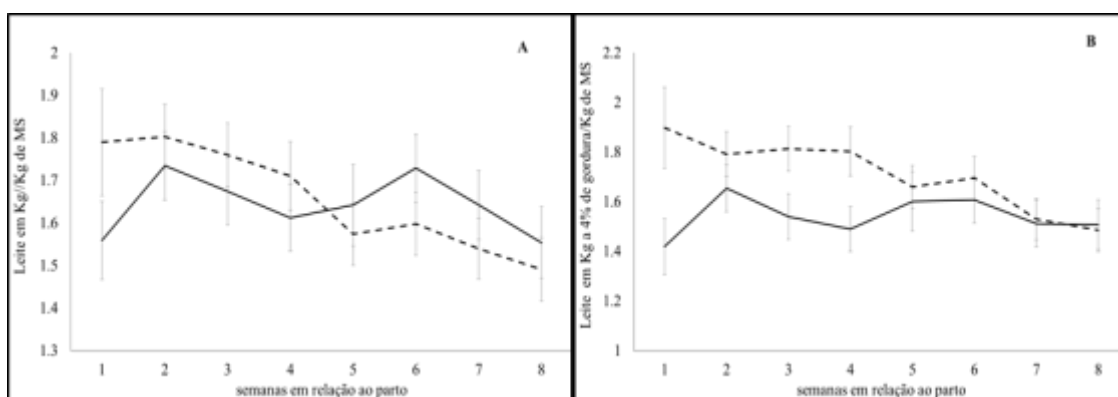 A
Leite em Kg//Kg de MS
2
1.9
1.8
1.7
1.6
1.5
1.4
1.3
1 2 3 4 5 6 7 8
semanas em relação ao parto
B
Leite em Kg a 4% de gordura/Kg de MS
2.2
2
1.8
1.6
1.4
1.2
1
1 2 3 4 5 6 7 8
semanas em relação ao parto